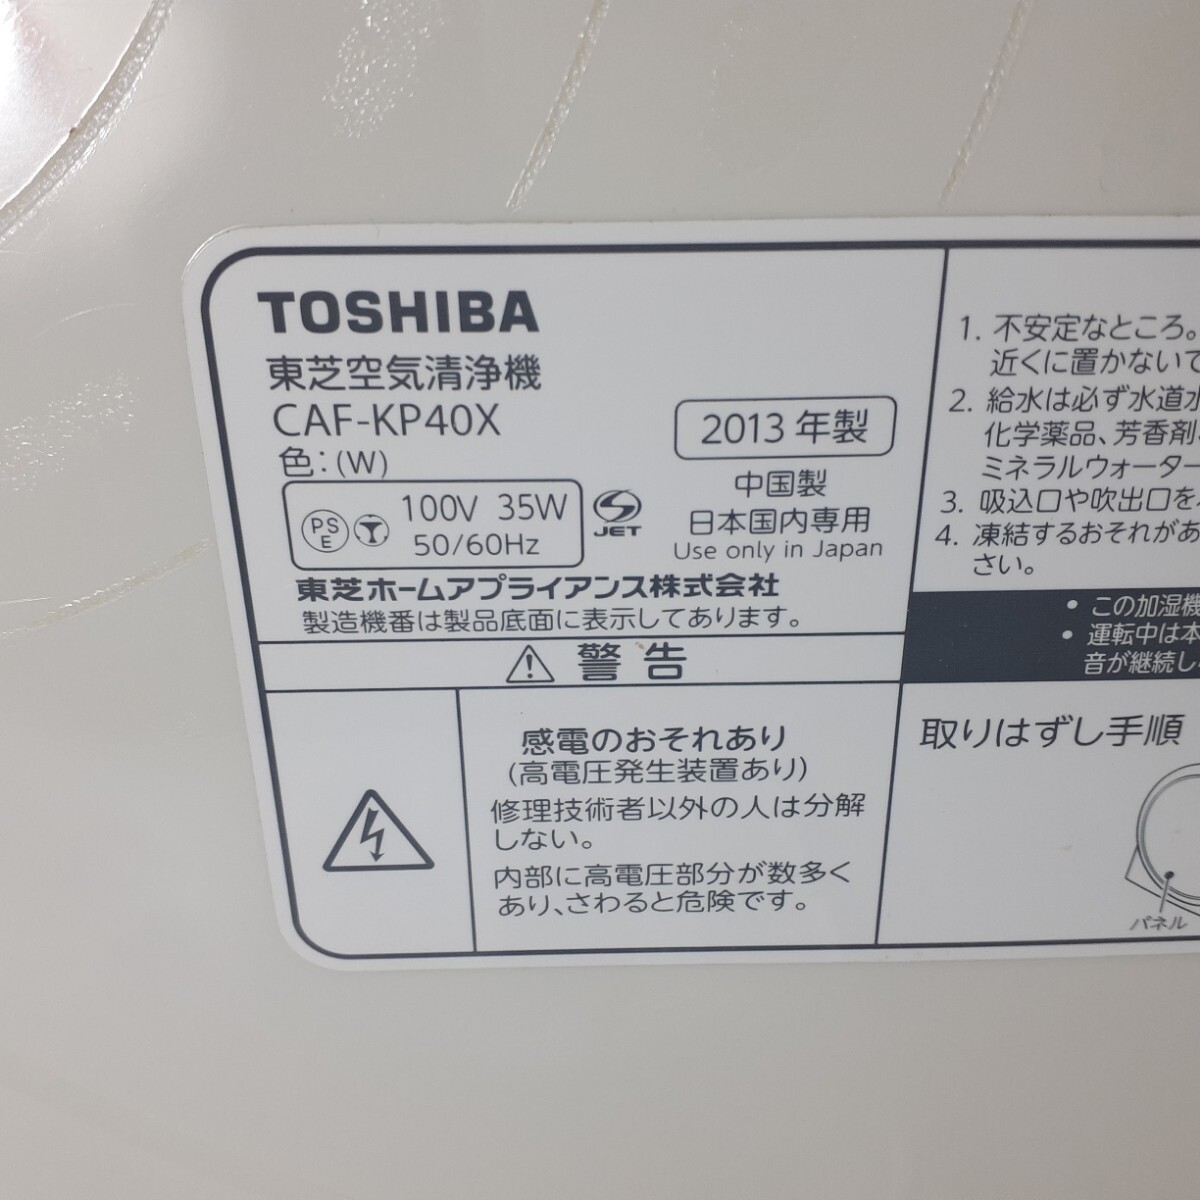 TOSHIBA
東芝空気清浄機
CAF-KP40X
色：(W)
2013 年製
中国製
日本国内専用
Use only in Japan
PS
E
100V 35W
50/60Hz
JET
東芝ホームアプライアンス株式会社
製造機番は製品底面に表示してあります。
警告
感電のおそれあり
(高電圧発生装置あり)
修理技術者以外の人は分解
しない。
内部に高電圧部分が数多く
あり、さわると危険です。
1. 不安定なところ。
近くに置かないで
2. 給水は必ず水道水
化学薬品、芳香剤、
ミネラルウォーター
3. 吸込口や吹出口を
4. 凍結するおそれがあ
さい。
• この加湿機
• 運転中は本
音が継続し
取りはずし手順
パネル